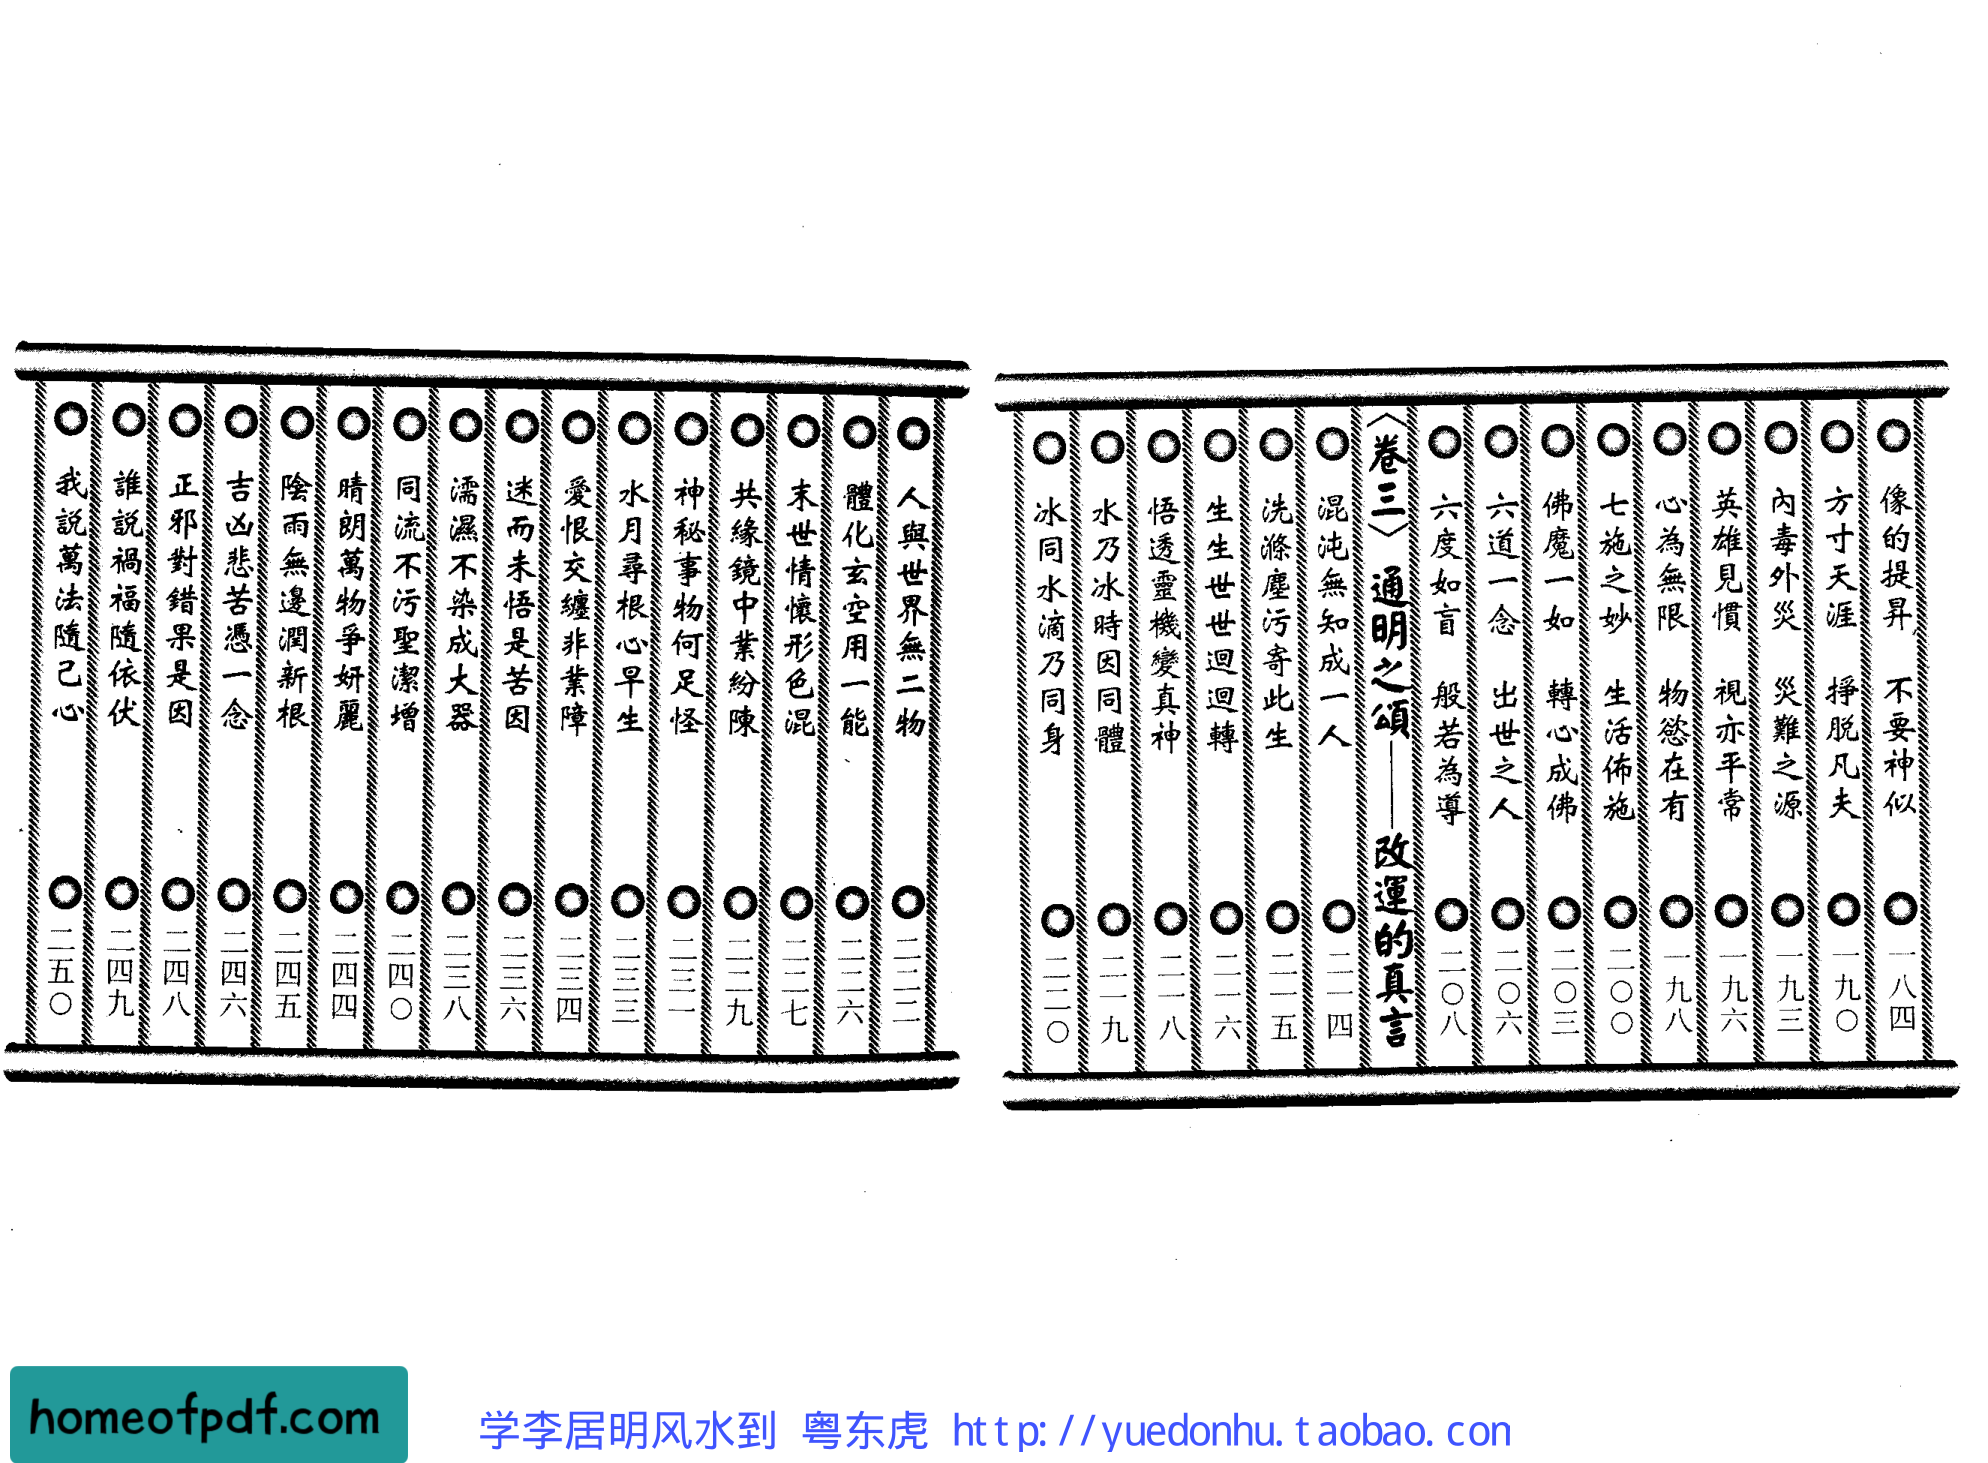 像的提昇 不要神似 一八四
方寸天涯 掙脱凡夫 一九〇
內毒外災 災難之源 一九三
英雄見慣 視亦平常 一九六
心為無限 物慾在有 一九八
七施之妙 生活佈施 二〇〇
佛魔一如 轉心成佛 二〇三
六道一念 出世之人 二〇六
六度如盲 般若為導 二〇八
〈卷三〉 通明之頌——改運的真言
混沌無知成一人 二一四
洗滌塵污寄此生 二一五
生生世世迴迴轉 二一六
悟透靈機變真神 二一八
水乃冰時因同體 二一九
冰同水滴乃同身 二二〇
人與世界無二物 二二二
體化玄空用一能 二二六
末世情懷形色混 二二七
共緣鏡中業紛陳 二二九
神秘事物何足怪 二三一
水月尋根心早生 二三三
愛恨交纏非業障 二三四
迷而未悟是苦因 二三六
濡濕不染成大器 二三八
同流不污聖潔增 二四〇
晴朗萬物爭妍麗 二四四
陰雨無邊潤新根 二四五
吉凶悲苦憑一念 二四六
正邪對錯果是因 二四八
誰説禍福隨依伏 二四九
我説萬法隨己心 二五〇
homeofpdf.com
学李居明风水到 粤东虎 http://yuedonhu.taobao.con